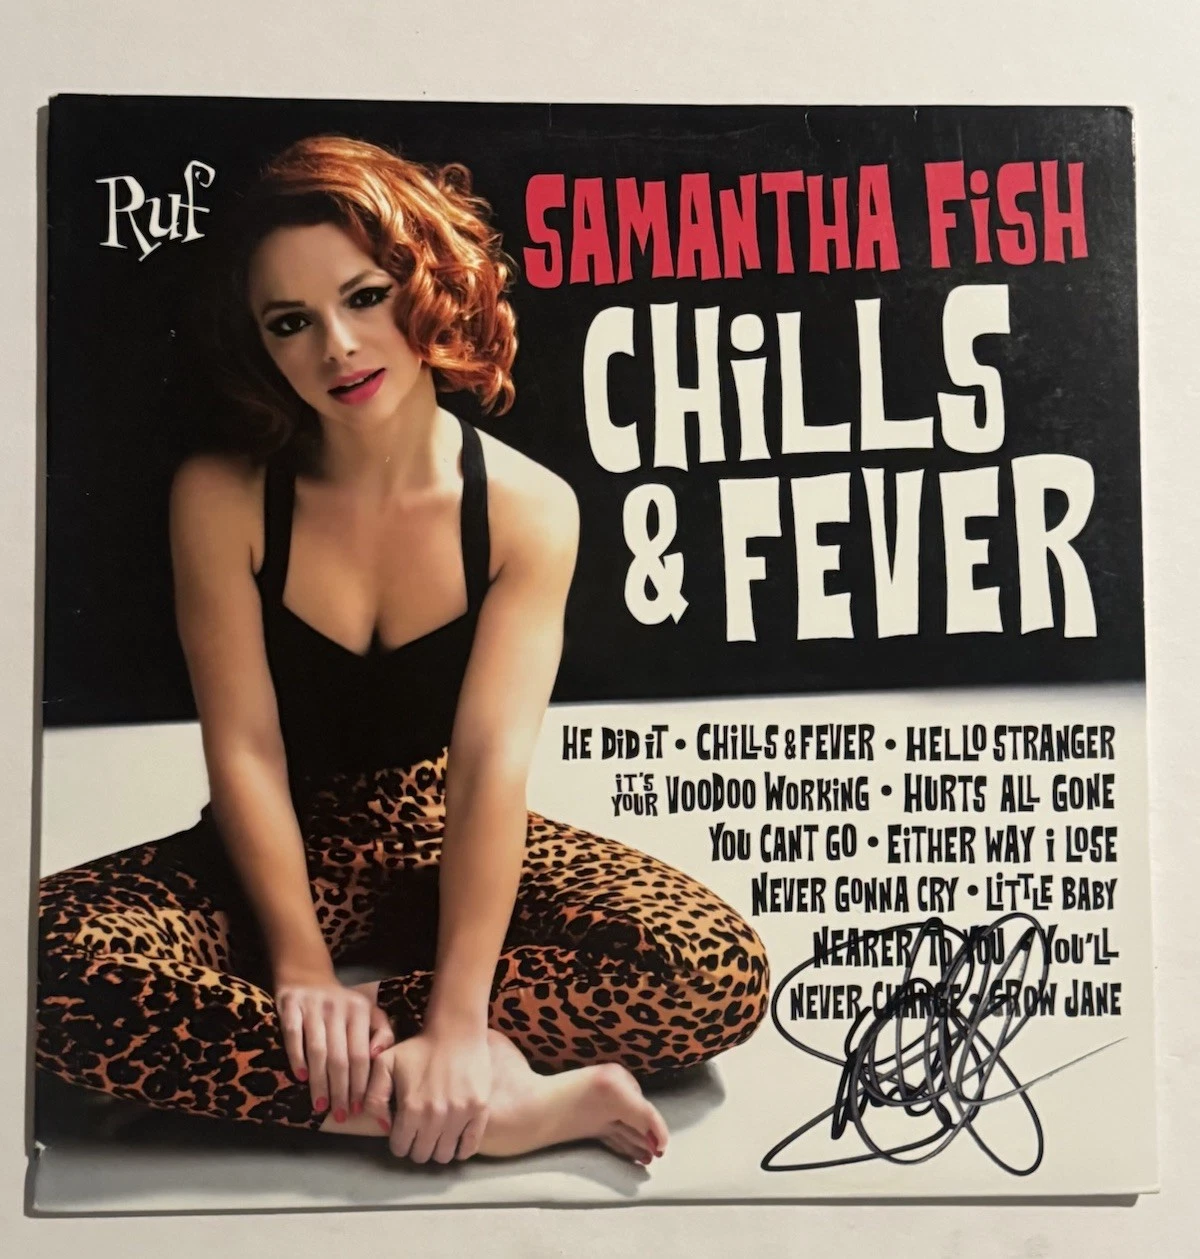 Ruf
SAMANTHA FiSH
CHiLLS
& FEVER
HE DiD iT • CHiLLS & FEVER • HELLO STRANGER
iT'S YOUR VOODOO WORKiNG • HURTS ALL GONE
YOU CANT GO • EiTHER WAY i LOSE
NEVER GONNA CRY • LiTTLE BABY
NEARER TO YOU • YOU'LL
NEVER CHANGE • CROW JANE